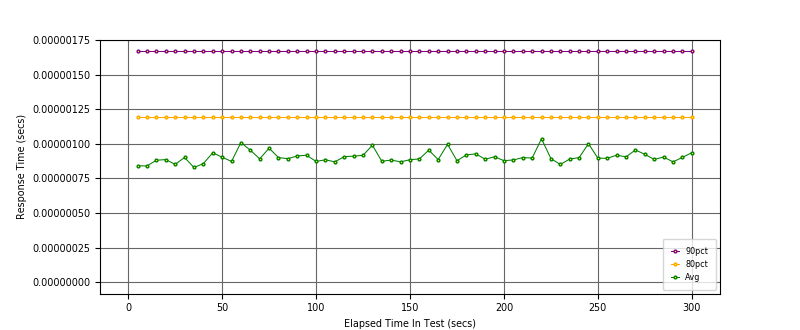 0.00000175
0.00000150
0.00000125
0.00000100
0.00000075
0.00000050
0.00000025
0.00000000
Response Time (secs)
0 50 100 150 200 250 300
Elapsed Time In Test (secs)
90pct
80pct
Avg